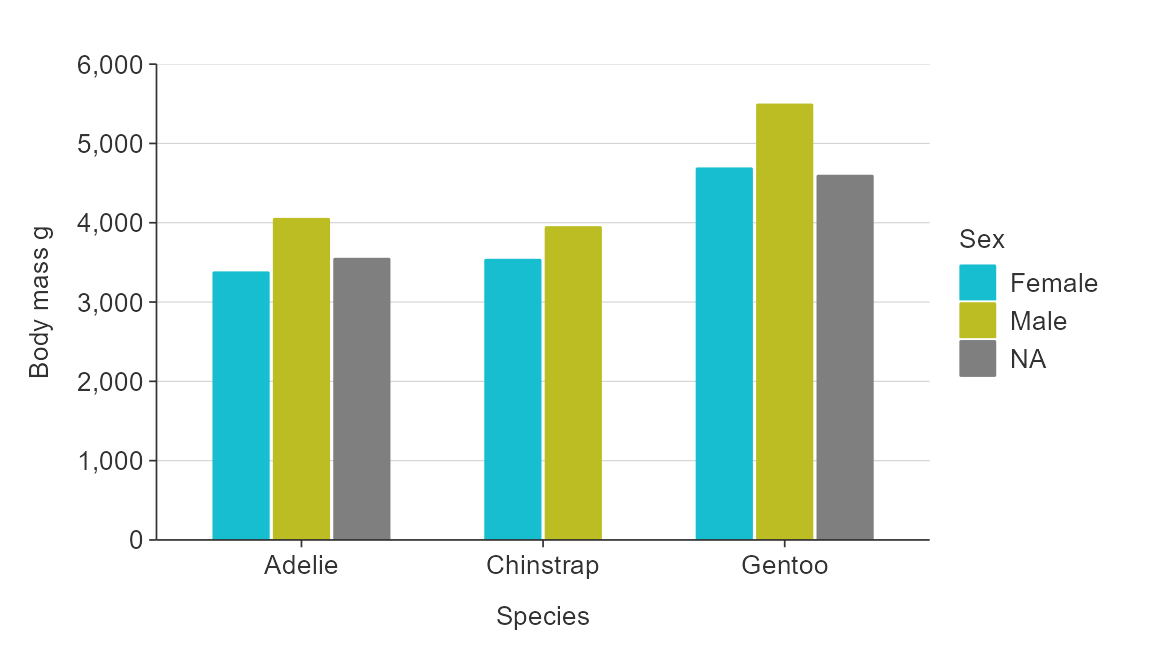 6,000
5,000
4,000
3,000
2,000
1,000
0
Body mass g
Adelie Chinstrap Gentoo
Species
Sex
Female
Male
NA